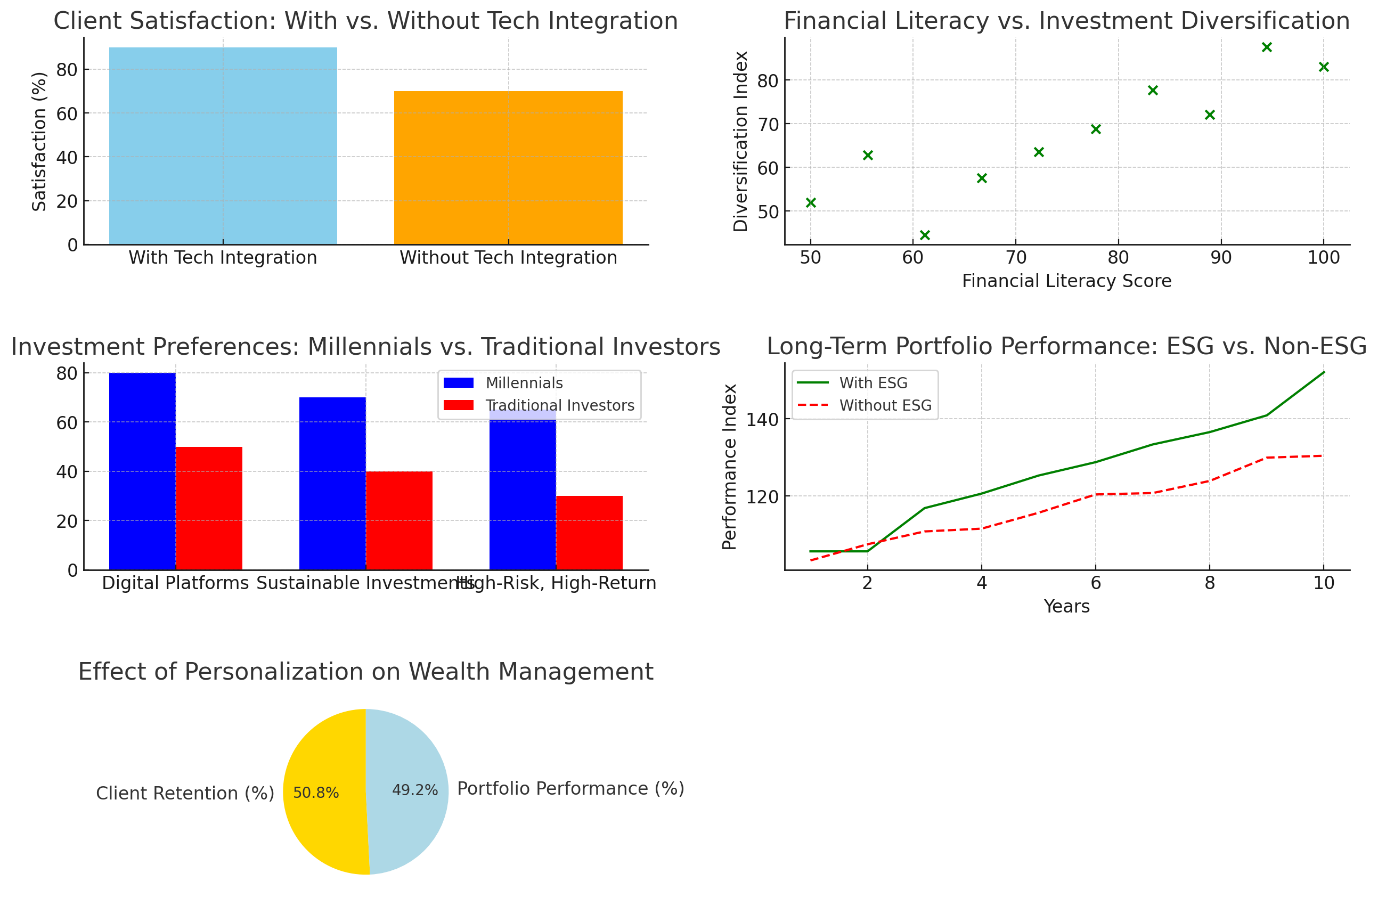 Client Satisfaction: With vs. Without Tech Integration
Satisfaction (%)
80
60
40
20
0
With Tech Integration
Without Tech Integration
Financial Literacy vs. Investment Diversification
Diversification Index
80
70
60
50
50
60
70
80
90
100
Financial Literacy Score
Investment Preferences: Millennials vs. Traditional Investors
Millennials
Traditional Investors
80
60
40
20
0
Digital Platforms
Sustainable Investments
High-Risk, High-Return
Long-Term Portfolio Performance: ESG vs. Non-ESG
With ESG
Without ESG
Performance Index
140
120
2
4
6
8
10
Years
Effect of Personalization on Wealth Management
Client Retention (%)
50.8%
49.2%
Portfolio Performance (%)